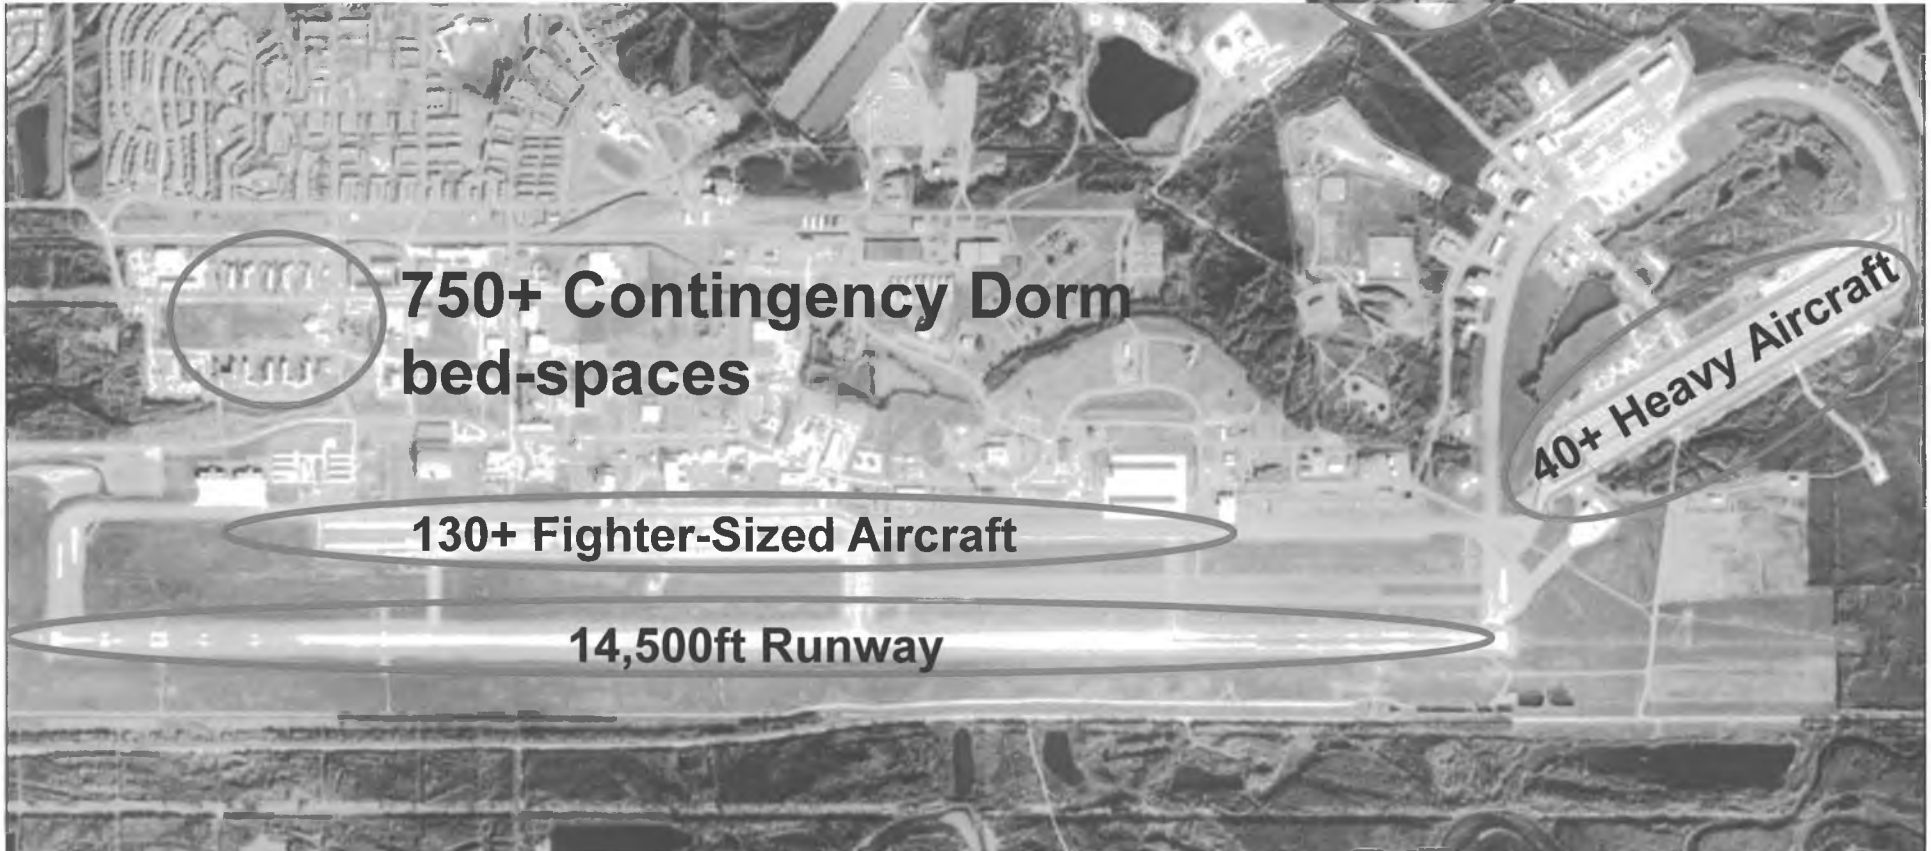 750+ Contingency Dorm
bed-spaces
40+ Heavy Aircraft
130+ Fighter-Sized Aircraft
14,500ft Runway